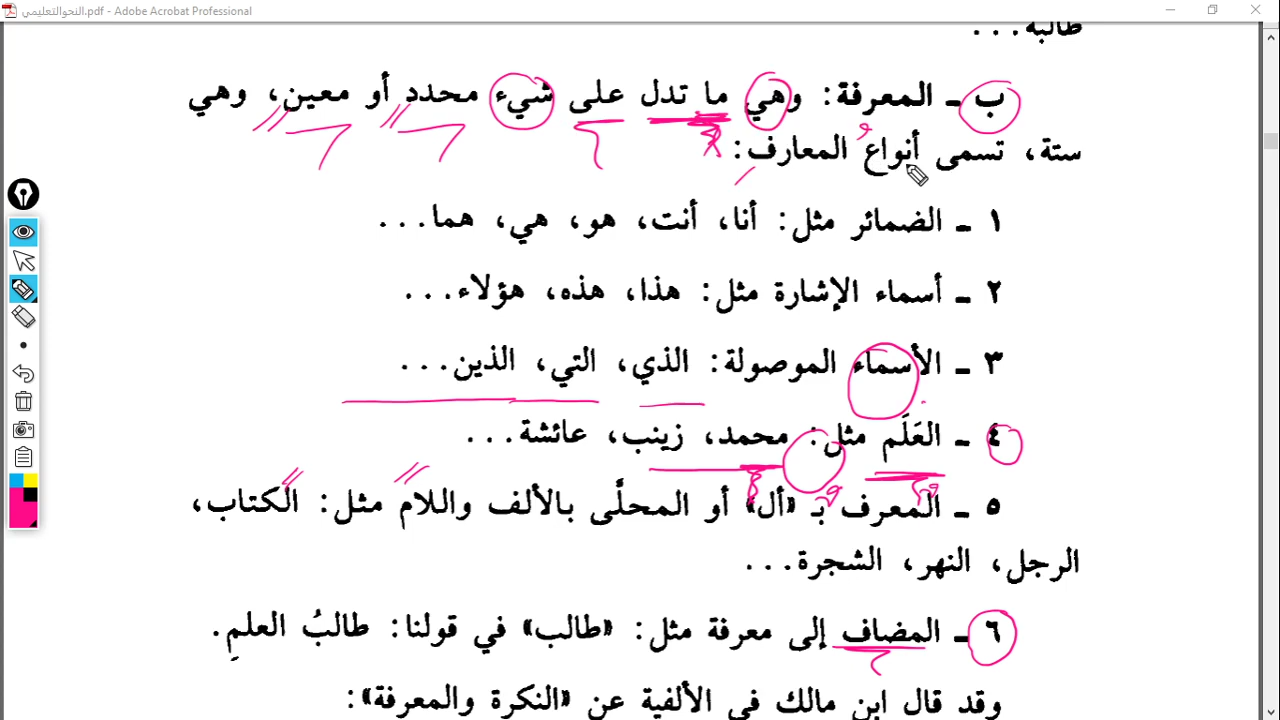 النحوالتعليمي.pdf - Adobe Acrobat Professional
طالبة...
ب ـ المعرفة: وهي ما تدل على شيء محدد أو معين، وهي
ستة، تسمى أنواع المعارف:
١ ـ الضمائر مثل: أنا، أنت، هو، هي، هما...
٢ ـ أسماء الإشارة مثل: هذا، هذه، هؤلاء...
٣ ـ الأسماء الموصولة: الذي، التي، الذين...
٤ ـ العَلَم مثل: محمد، زينب، عائشة...
٥ ـ المعرف بـ «أل» أو المحلَّى بالألف واللام مثل: الكتاب،
الرجل، النهر، الشجرة...
٦ ـ المضاف إلى معرفة مثل: «طالب» في قولنا: طالبُ العلمِ.
وقد قال ابن مالك في الألفية عن «النكرة والمعرفة»: